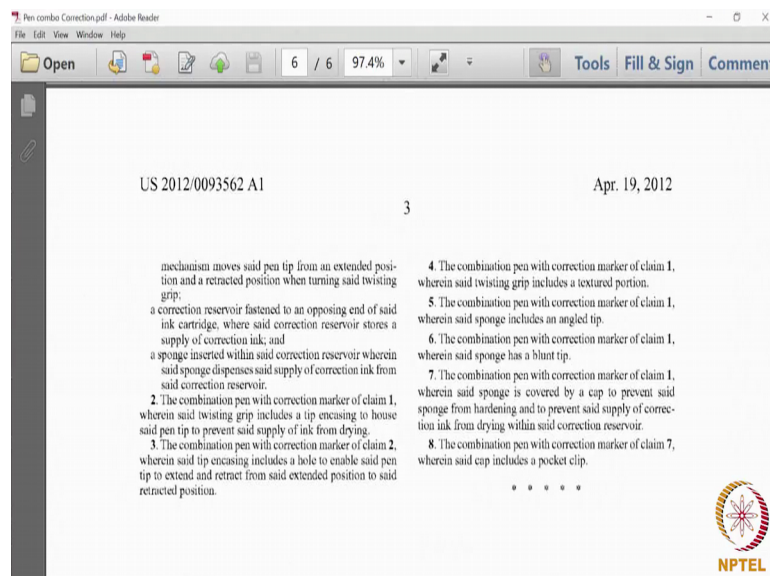 Pen combo Correction.pdf - Adobe Reader
File Edit View Window Help
Open
6 / 6
97.4%
Tools
Fill & Sign
Commen
US 2012/0093562 A1
Apr. 19, 2012
3
mechanism moves said pen tip from an extended posi-
tion and a retracted position when turning said twisting
grip;
a correction reservoir fastened to an opposing end of said
ink cartridge, where said correction reservoir stores a
supply of correction ink; and
a sponge inserted within said correction reservoir wherein
said sponge dispenses said supply of correction ink from
said correction reservoir.
2. The combination pen with correction marker of claim 1,
wherein said twisting grip includes a tip encasing to house
said pen tip to prevent said supply of ink from drying.
3. The combination pen with correction marker of claim 2,
wherein said tip encasing includes a hole to enable said pen
tip to extend and retract from said extended position to said
retracted position.
4. The combination pen with correction marker of claim 1,
wherein said twisting grip includes a textured portion.
5. The combination pen with correction marker of claim 1,
wherein said sponge includes an angled tip.
6. The combination pen with correction marker of claim 1,
wherein said sponge has a blunt tip.
7. The combination pen with correction marker of claim 1,
wherein said sponge is covered by a cap to prevent said
sponge from hardening and to prevent said supply of correc-
tion ink from drying within said correction reservoir.
8. The combination pen with correction marker of claim 7,
wherein said cap includes a pocket clip.
* * * * *
NPTEL